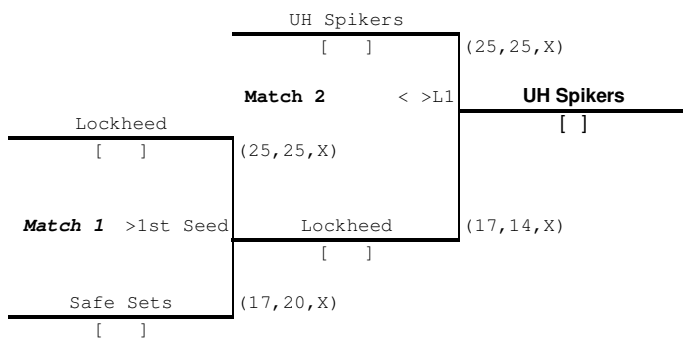 UH Spikers
[ ] (25,25,X)
Match 2 < >L1 UH Spikers
[ ]
Lockheed
[ ] (25,25,X)
Match 1 >1st Seed Lockheed (17,14,X)
[ ]
Safe Sets (17,20,X)
[ ]